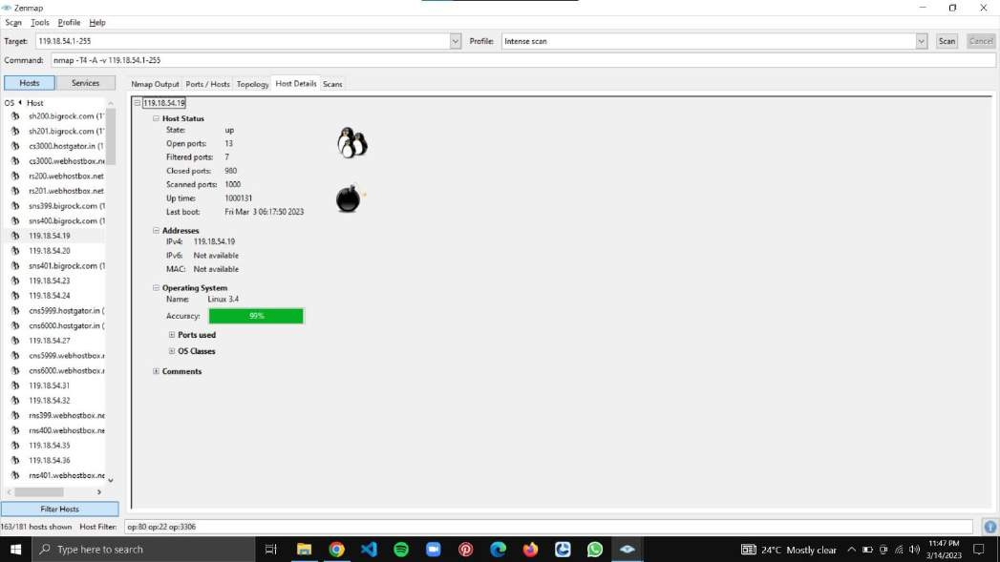 Zenmap
Scan Tools Profile Help
Target: 119.18.54.1-255 Profile: Intense scan Scan Cancel
Command: nmap -T4 -A -v 119.18.54.1-255
Hosts Services
Nmap Output Ports / Hosts Topology Host Details Scans
OS Host
sh200.bigrock.com (1
sh201.bigrock.com (1
cs3000.hostgator.in (
cs3000.webhostbox.ne
rs200.webhostbox.net
rs201.webhostbox.net
sns399.bigrock.com (1
sns400.bigrock.com (1
119.18.54.19
119.18.54.20
sns401.bigrock.com (1
119.18.54.23
119.18.54.24
cns5999.hostgator.in (
cns6000.hostgator.in (
119.18.54.27
cns5999.webhostbox.r
cns6000.webhostbox.r
119.18.54.31
119.18.54.32
rns399.webhostbox.ne
rns400.webhostbox.ne
119.18.54.35
119.18.54.36
rns401.webhostbox.ne
Filter Hosts
119.18.54.19
Host Status
State: up
Open ports: 13
Filtered ports: 7
Closed ports: 980
Scanned ports: 1000
Up time: 1000131
Last boot: Fri Mar 3 06:17:50 2023
Addresses
IPv4: 119.18.54.19
IPv6: Not available
MAC: Not available
Operating System
Name: Linux 3.4
Accuracy: 99%
Ports used
OS Classes
Comments
163/181 hosts shown Host Filter: op:80 op:22 op:3306
Type here to search
24°C Mostly clear
11:47 PM
3/14/2023